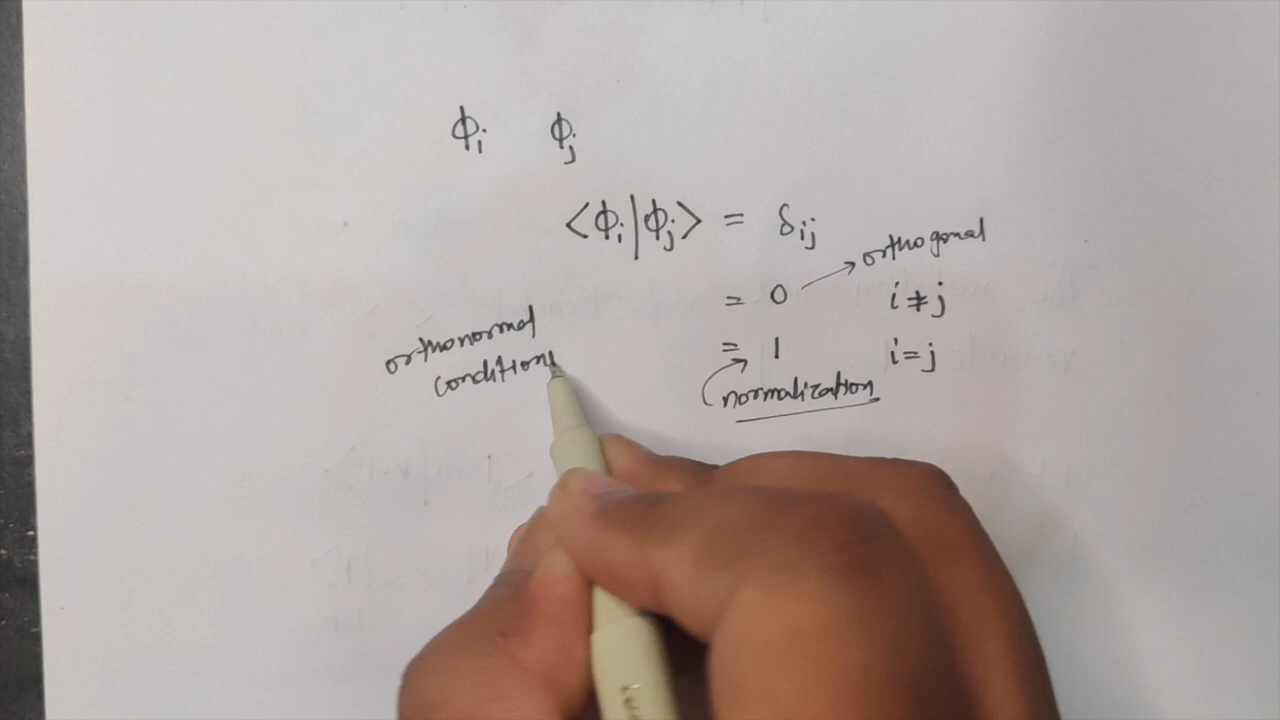 ϕi ϕj
<ϕi|ϕj> = δij
orthogonal
= 0 i ≠ j
= 1 i = j
normalization
orthonormal
conditions